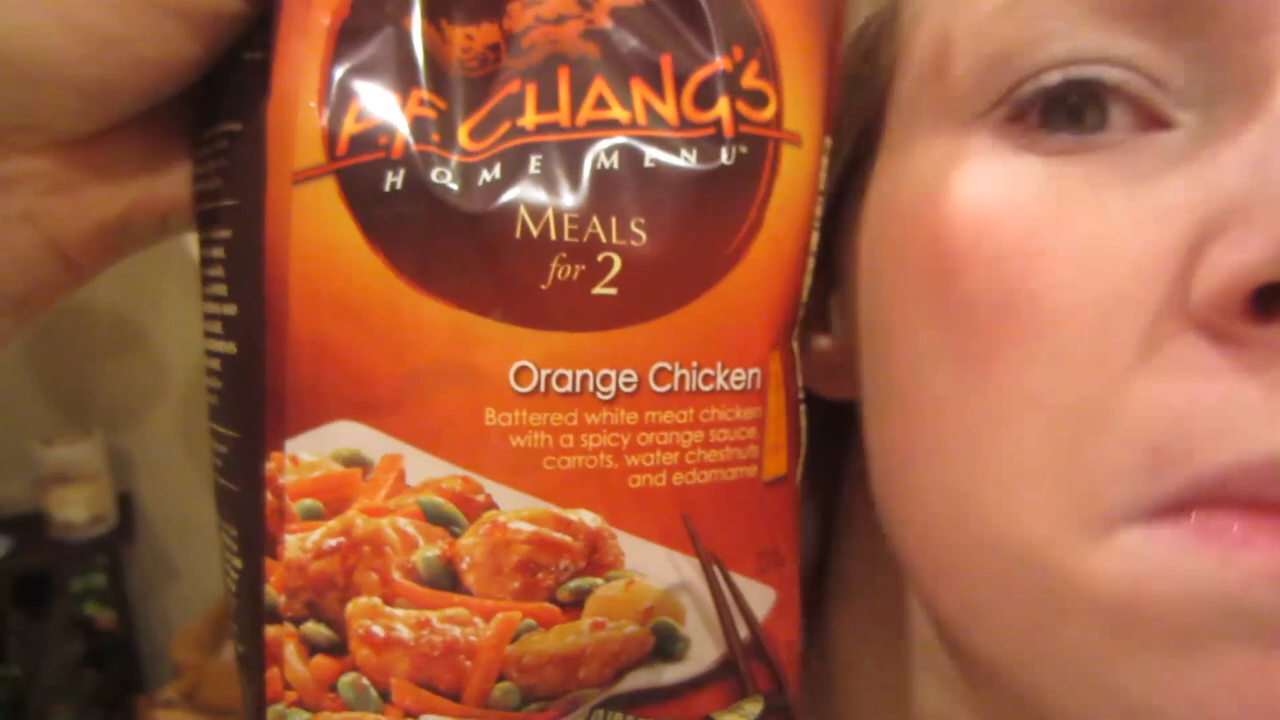 P.F. CHANG'S
HOME MENU™
MEALS
for 2
Orange Chicken
Battered white meat chicken
with a spicy orange sauce,
carrots, water chestnuts
and edamame